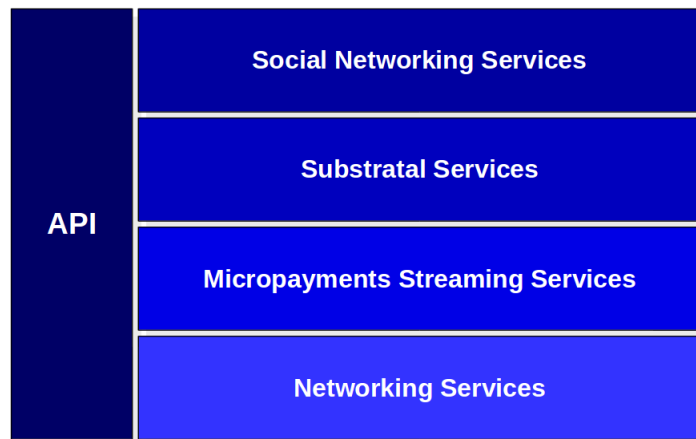 Social Networking Services
Substratal Services
API
Micropayments Streaming Services
Networking Services